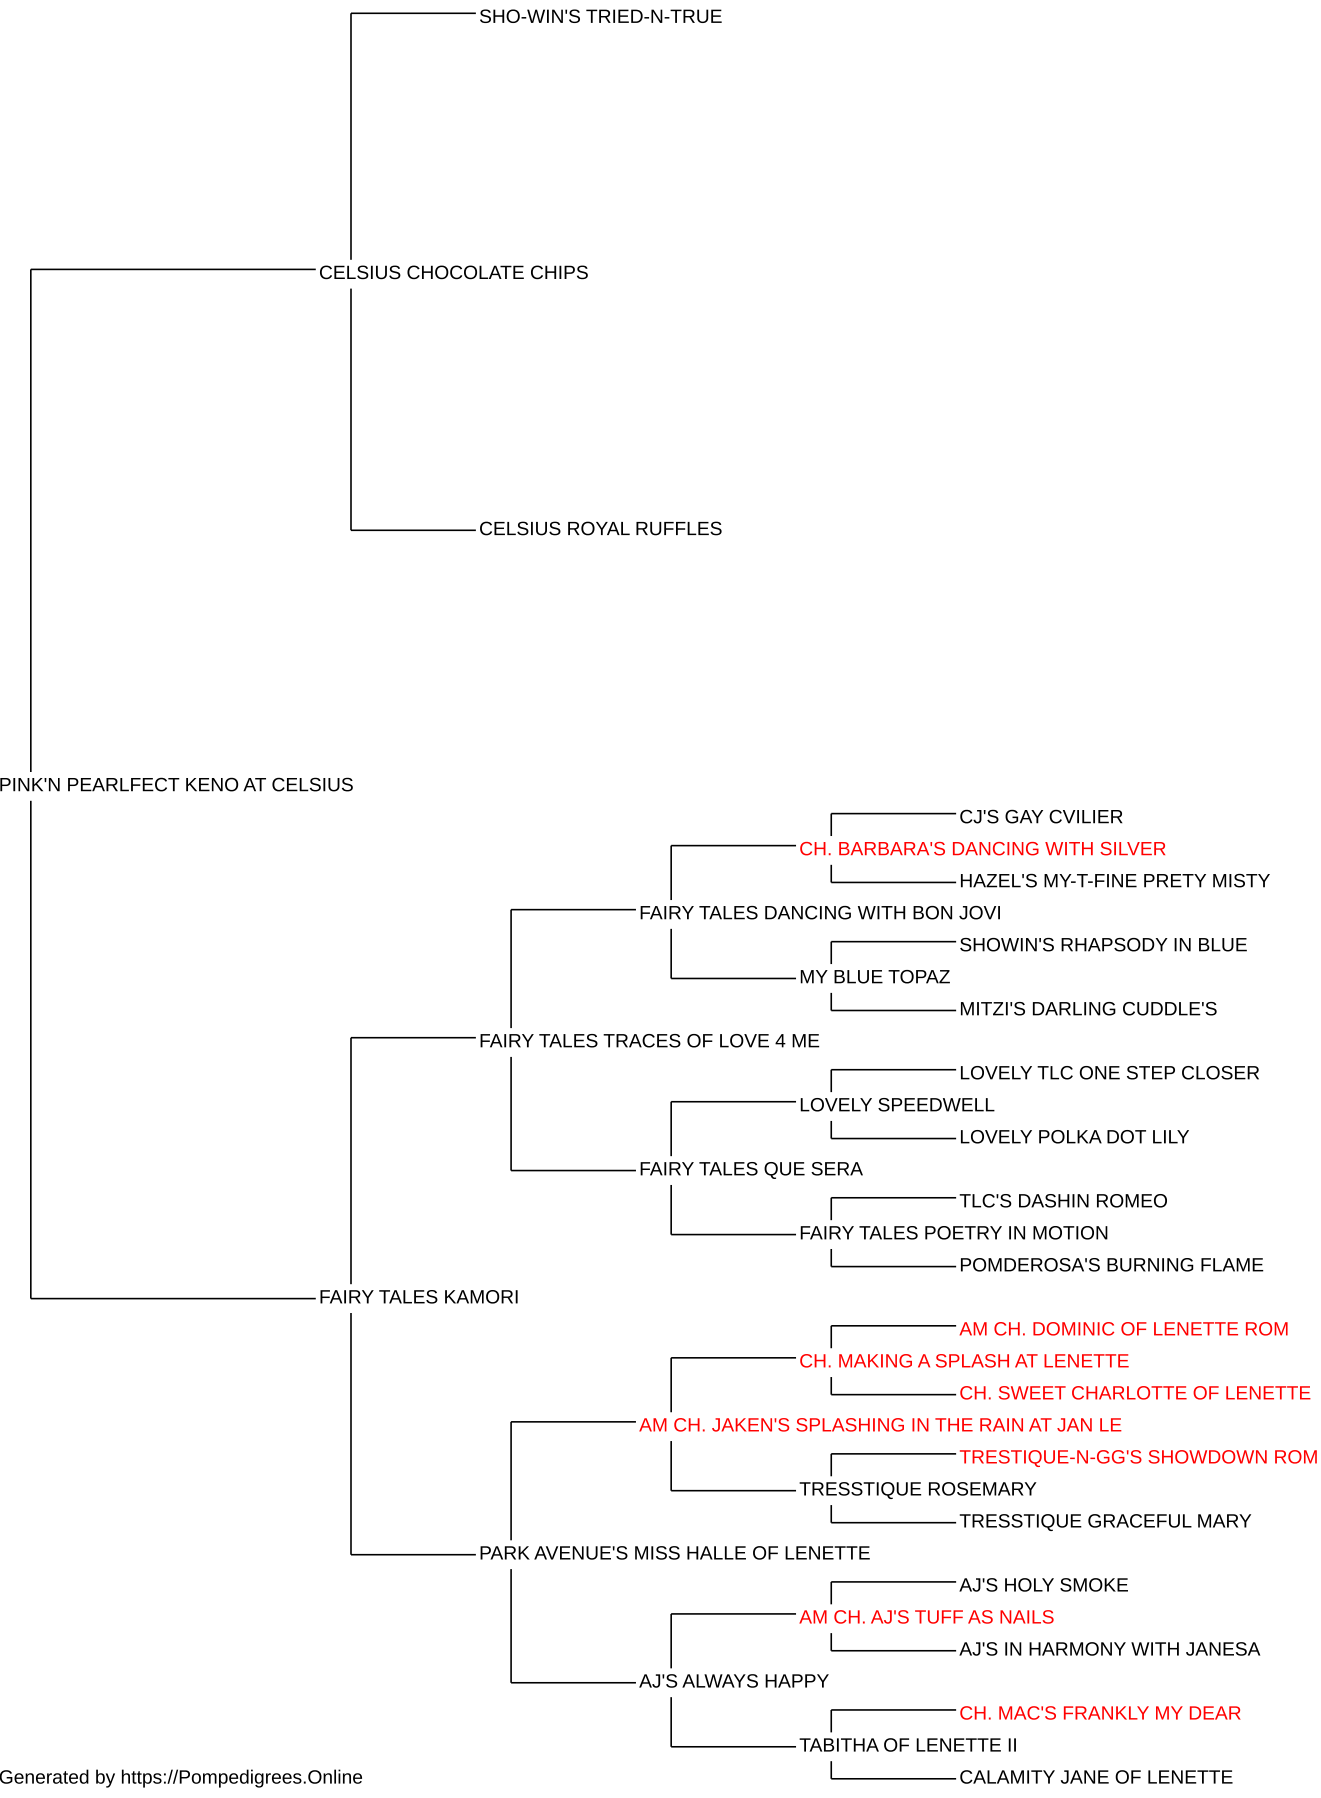 SHO-WIN'S TRIED-N-TRUE
CELSIUS CHOCOLATE CHIPS
CELSIUS ROYAL RUFFLES
PINK'N PEARLFECT KENO AT CELSIUS
CJ'S GAY CVILIER
CH. BARBARA'S DANCING WITH SILVER
HAZEL'S MY-T-FINE PRETY MISTY
FAIRY TALES DANCING WITH BON JOVI
SHOWIN'S RHAPSODY IN BLUE
MY BLUE TOPAZ
MITZI'S DARLING CUDDLE'S
FAIRY TALES TRACES OF LOVE 4 ME
LOVELY TLC ONE STEP CLOSER
LOVELY SPEEDWELL
LOVELY POLKA DOT LILY
FAIRY TALES QUE SERA
TLC'S DASHIN ROMEO
FAIRY TALES POETRY IN MOTION
POMDEROSA'S BURNING FLAME
FAIRY TALES KAMORI
AM CH. DOMINIC OF LENETTE ROM
CH. MAKING A SPLASH AT LENETTE
CH. SWEET CHARLOTTE OF LENETTE
AM CH. JAKEN'S SPLASHING IN THE RAIN AT JAN LE
TRESTIQUE-N-GG'S SHOWDOWN ROM
TRESSTIQUE ROSEMARY
TRESSTIQUE GRACEFUL MARY
PARK AVENUE'S MISS HALLE OF LENETTE
AJ'S HOLY SMOKE
AM CH. AJ'S TUFF AS NAILS
AJ'S IN HARMONY WITH JANESA
AJ'S ALWAYS HAPPY
CH. MAC'S FRANKLY MY DEAR
TABITHA OF LENETTE II
CALAMITY JANE OF LENETTE
Generated by https://Pompedigrees.Online